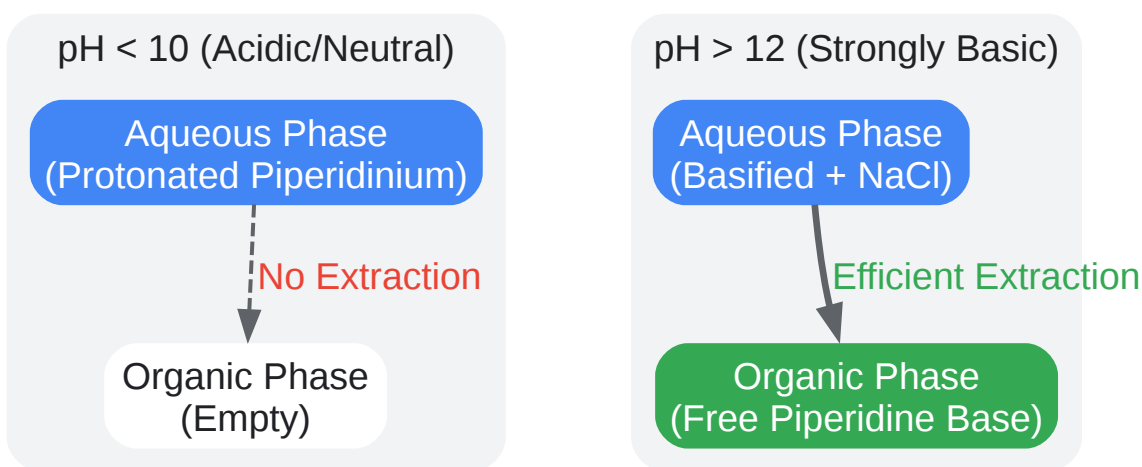 pH < 10 (Acidic/Neutral)
Aqueous Phase
(Protonated Piperidinium)
No Extraction
Organic Phase
(Empty)
pH > 12 (Strongly Basic)
Aqueous Phase
(Basified + NaCl)
Efficient Extraction
Organic Phase
(Free Piperidine Base)